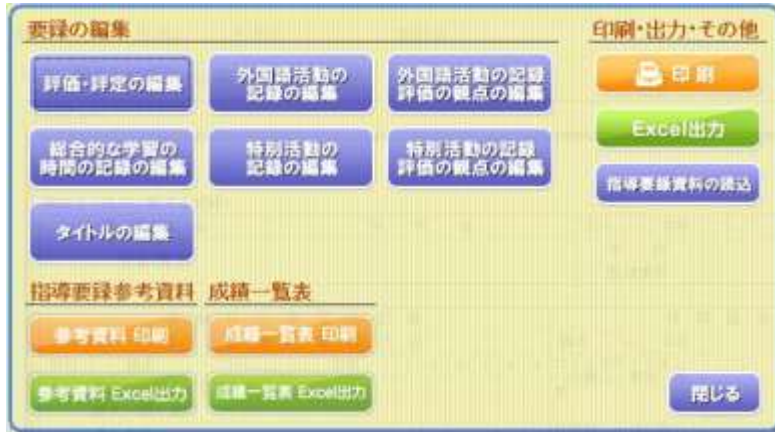 要録の編集
印刷・出力・その他
評価・評定の編集
外国語活動の
記録の編集
外国語活動の記録
評価の観点の編集
印刷
Excel出力
総合的な学習の
時間の記録の編集
特別活動の
記録の編集
特別活動の記録
評価の観点の編集
指導要録資料の読込
タイトルの編集
指導要録参考資料
成績一覧表
参考資料 印刷
成績一覧表 印刷
参考資料 Excel出力
成績一覧表 Excel出力
閉じる